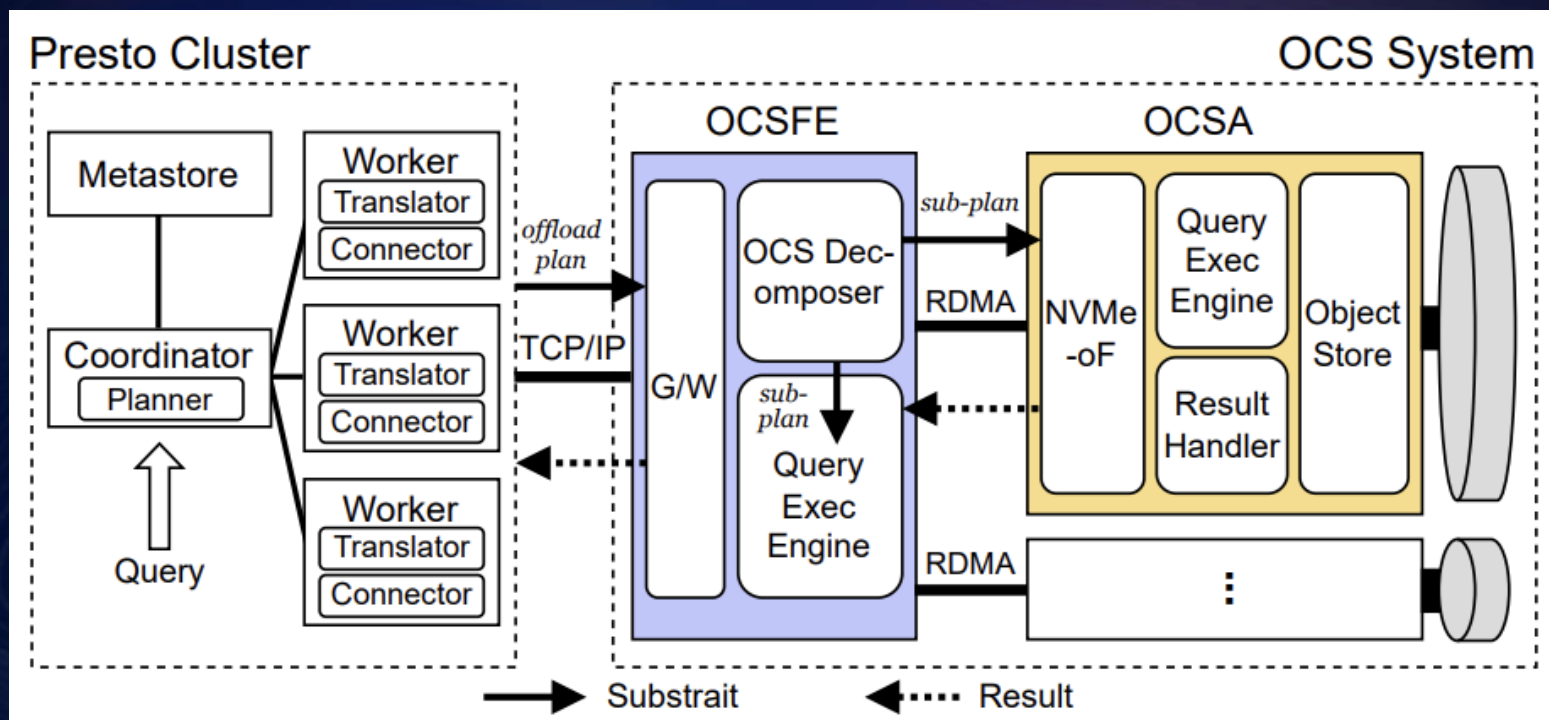 Presto Cluster
OCS System
Metastore
Coordinator
Planner
Query
Worker
Translator
Connector
Worker
Translator
Connector
Worker
Translator
Connector
offload
plan
TCP/IP
OCSFE
G/W
OCS Dec-
omposer
sub-
plan
Query
Exec
Engine
sub-plan
RDMA
RDMA
OCSA
NVMe
-oF
Query
Exec
Engine
Result
Handler
Object
Store
⋮
Substrait
Result